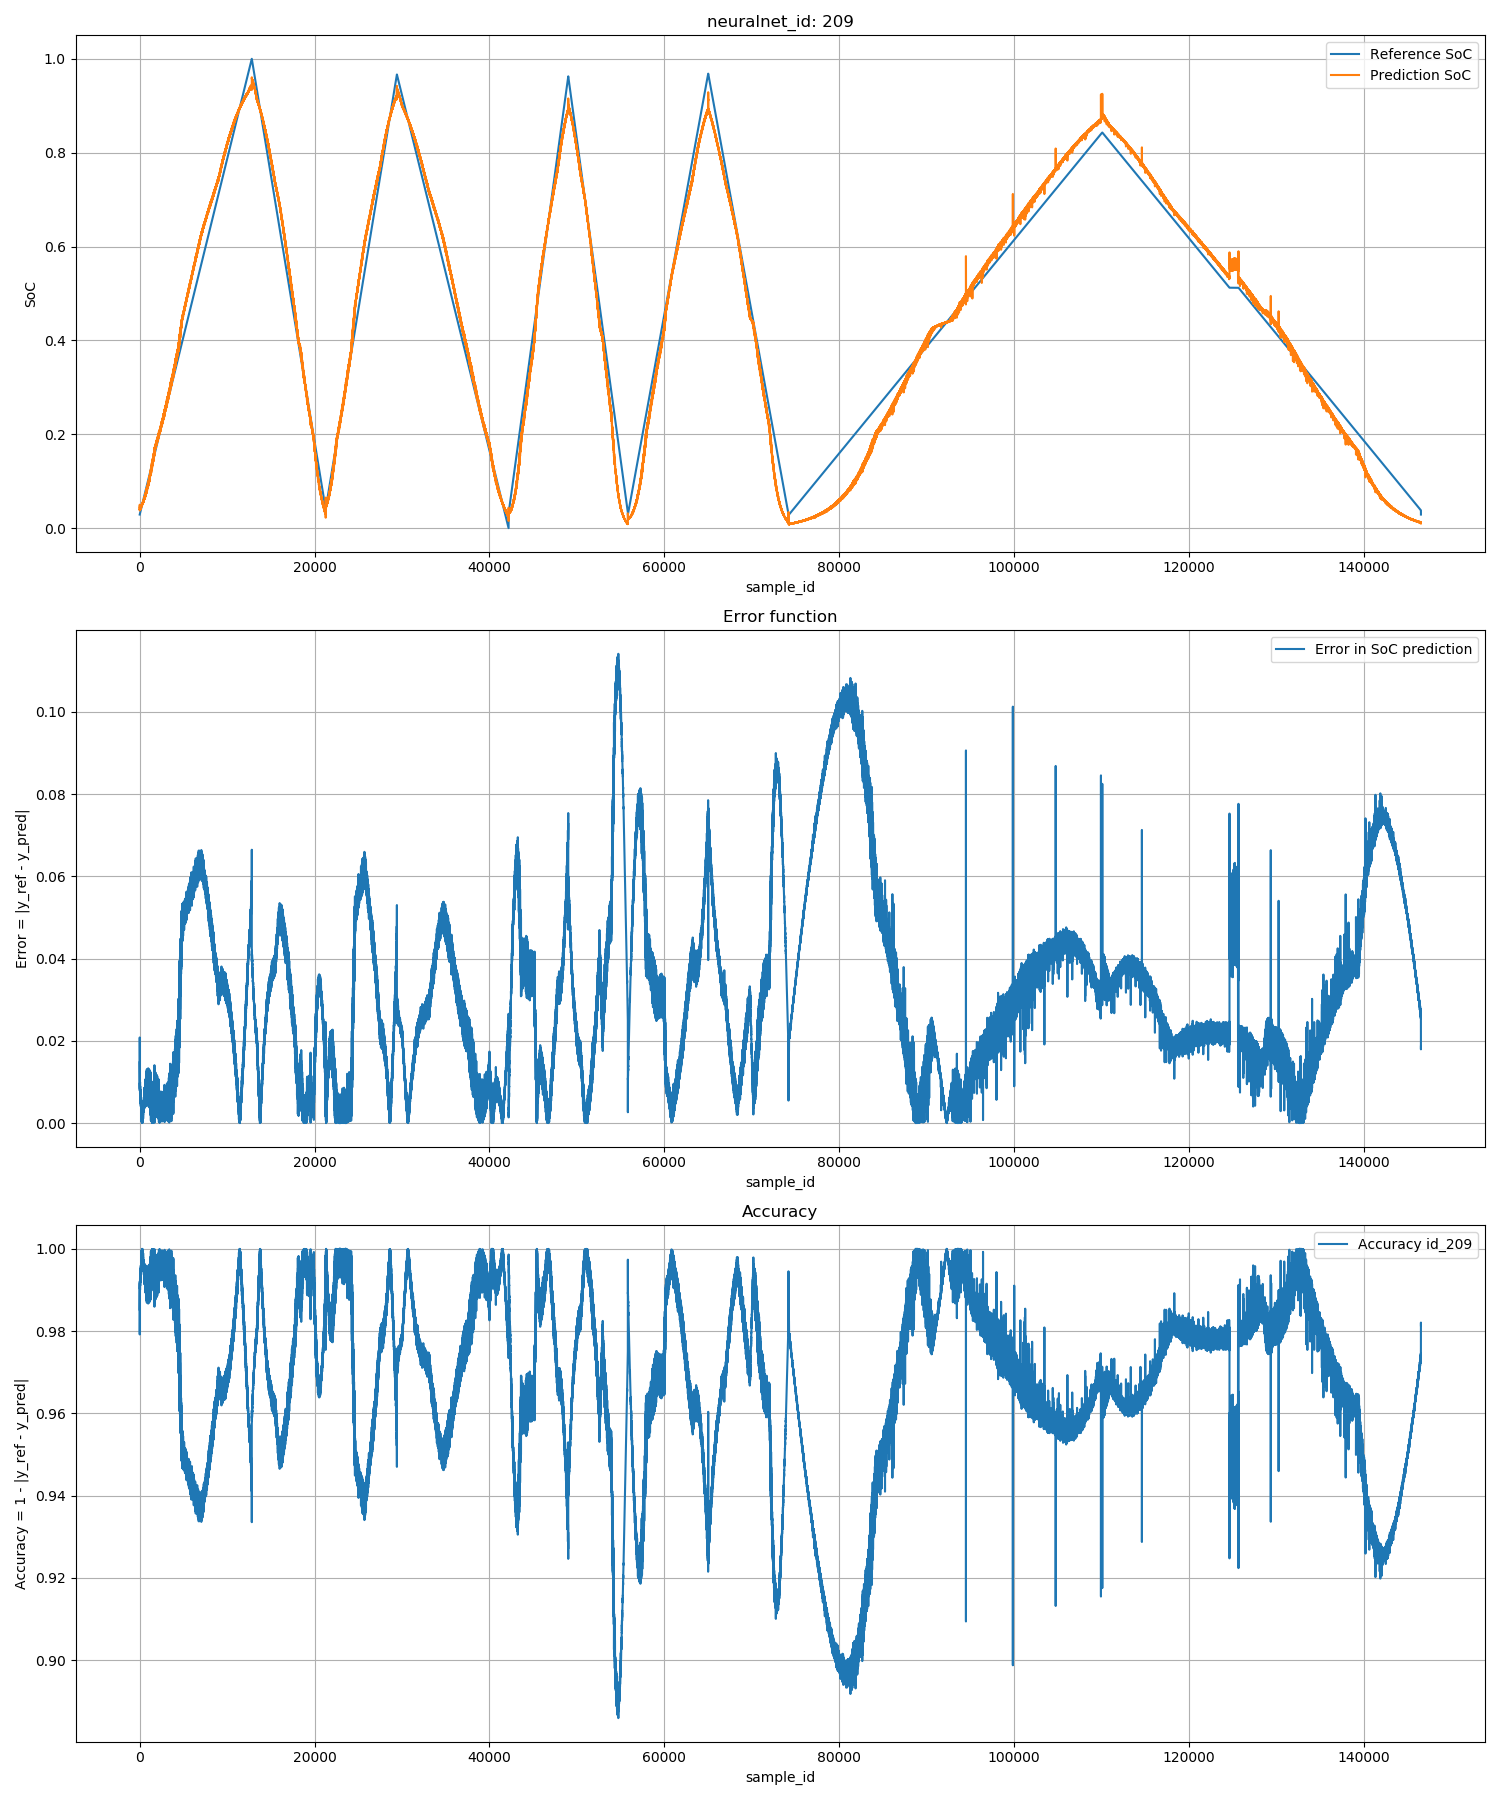 neuralnet_id: 209
Reference SoC
Prediction SoC
1.0
0.8
0.6
0.4
0.2
0.0
SoC
0 20000 40000 60000 80000 100000 120000 140000
sample_id
Error function
Error in SoC prediction
0.10
0.08
0.06
0.04
0.02
0.00
Error = |y_ref - y_pred|
0 20000 40000 60000 80000 100000 120000 140000
sample_id
Accuracy
Accuracy id_209
1.00
0.98
0.96
0.94
0.92
0.90
Accuracy = 1 - |y_ref - y_pred|
0 20000 40000 60000 80000 100000 120000 140000
sample_id